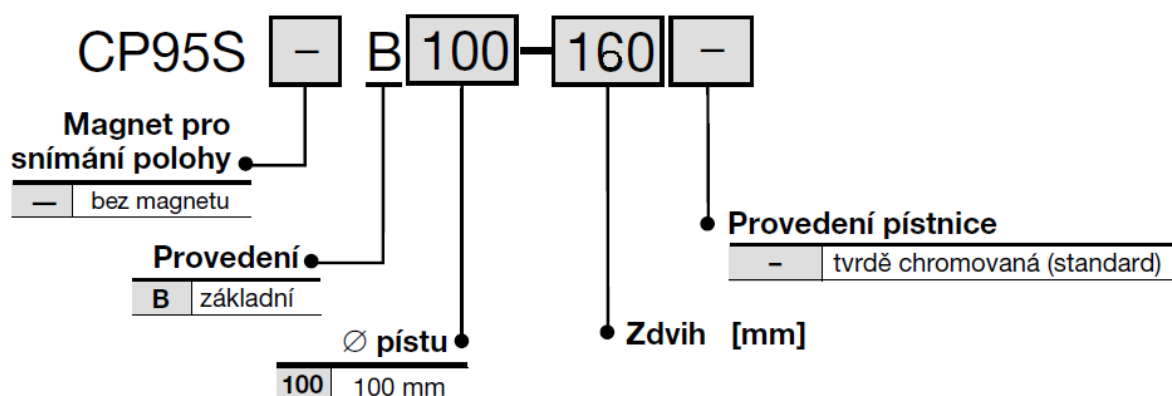 CP95S – B 100 – 160 –
Magnet pro
snímání polohy
— bez magnetu
Provedení
B základní
∅ pístu
100 100 mm
Zdvih [mm]
Provedení pístnice
– tvrdě chromovaná (standard)